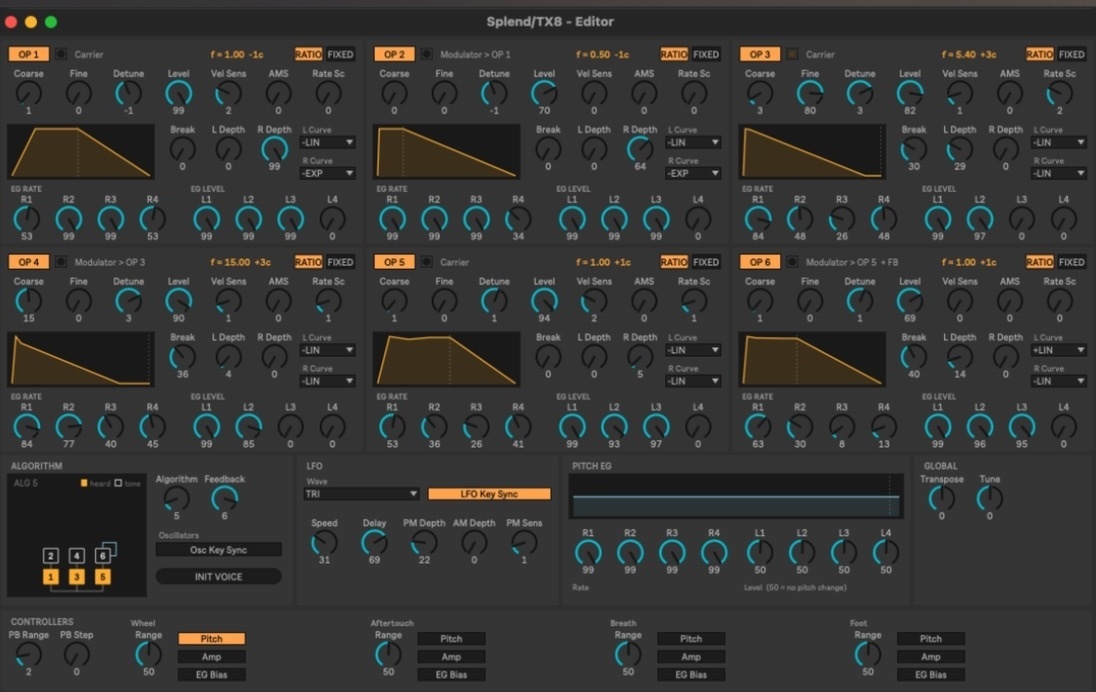 Splend/TX8 - Editor
OP 1 Carrier f = 1.00 -1c RATIO FIXED
Coarse Fine Detune Level Vel Sens AMS Rate Sc
1 0 -1 99 2 0 0
Break L Depth R Depth L Curve
-LIN
0 0 99 R Curve
-EXP
EG RATE EG LEVEL
R1 R2 R3 R4 L1 L2 L3 L4
53 99 99 53 99 99 99 0
OP 2 Modulator > OP 1 f = 0.50 -1c RATIO FIXED
Coarse Fine Detune Level Vel Sens AMS Rate Sc
0 0 -1 70 0 0 0
Break L Depth R Depth L Curve
-LIN
0 0 64 R Curve
-EXP
EG RATE EG LEVEL
R1 R2 R3 R4 L1 L2 L3 L4
99 99 99 34 99 99 99 0
OP 3 Carrier f = 5.40 +3c RATIO FIXED
Coarse Fine Detune Level Vel Sens AMS Rate Sc
3 80 3 82 1 0 2
Break L Depth R Depth L Curve
-LIN
30 29 0 R Curve
-LIN
EG RATE EG LEVEL
R1 R2 R3 R4 L1 L2 L3 L4
84 48 26 48 99 97 0 0
OP 4 Modulator > OP 3 f = 15.00 +3c RATIO FIXED
Coarse Fine Detune Level Vel Sens AMS Rate Sc
15 0 3 90 1 0 1
Break L Depth R Depth L Curve
-LIN
36 4 0 R Curve
-LIN
EG RATE EG LEVEL
R1 R2 R3 R4 L1 L2 L3 L4
84 77 40 45 99 85 0 0
OP 5 Carrier f = 1.00 +1c RATIO FIXED
Coarse Fine Detune Level Vel Sens AMS Rate Sc
1 0 1 94 2 0 1
Break L Depth R Depth L Curve
-LIN
0 0 5 R Curve
-LIN
EG RATE EG LEVEL
R1 R2 R3 R4 L1 L2 L3 L4
53 36 26 41 99 93 97 0
OP 6 Modulator > OP 5 + FB f = 1.00 +1c RATIO FIXED
Coarse Fine Detune Level Vel Sens AMS Rate Sc
1 0 1 69 0 0 0
Break L Depth R Depth L Curve
+LIN
40 14 0 R Curve
-LIN
EG RATE EG LEVEL
R1 R2 R3 R4 L1 L2 L3 L4
63 30 8 13 99 96 95 0
ALGORITHM
ALG 5 heard tone
2 4 6
1 3 5
Algorithm Feedback
5 6
Oscillators
Osc Key Sync
INIT VOICE
LFO
Wave
TRI LFO Key Sync
Speed Delay PM Depth AM Depth PM Sens
31 69 22 0 1
PITCH EG
R1 R2 R3 R4 L1 L2 L3 L4
99 99 99 99 50 50 50 50
Rate Level (50 = no pitch change)
GLOBAL
Transpose Tune
0 0
CONTROLLERS
PB Range PB Step
2 0
Wheel
Range
50
Pitch
Amp
EG Bias
Aftertouch
Range
50
Pitch
Amp
EG Bias
Breath
Range
50
Pitch
Amp
EG Bias
Foot
Range
50
Pitch
Amp
EG Bias